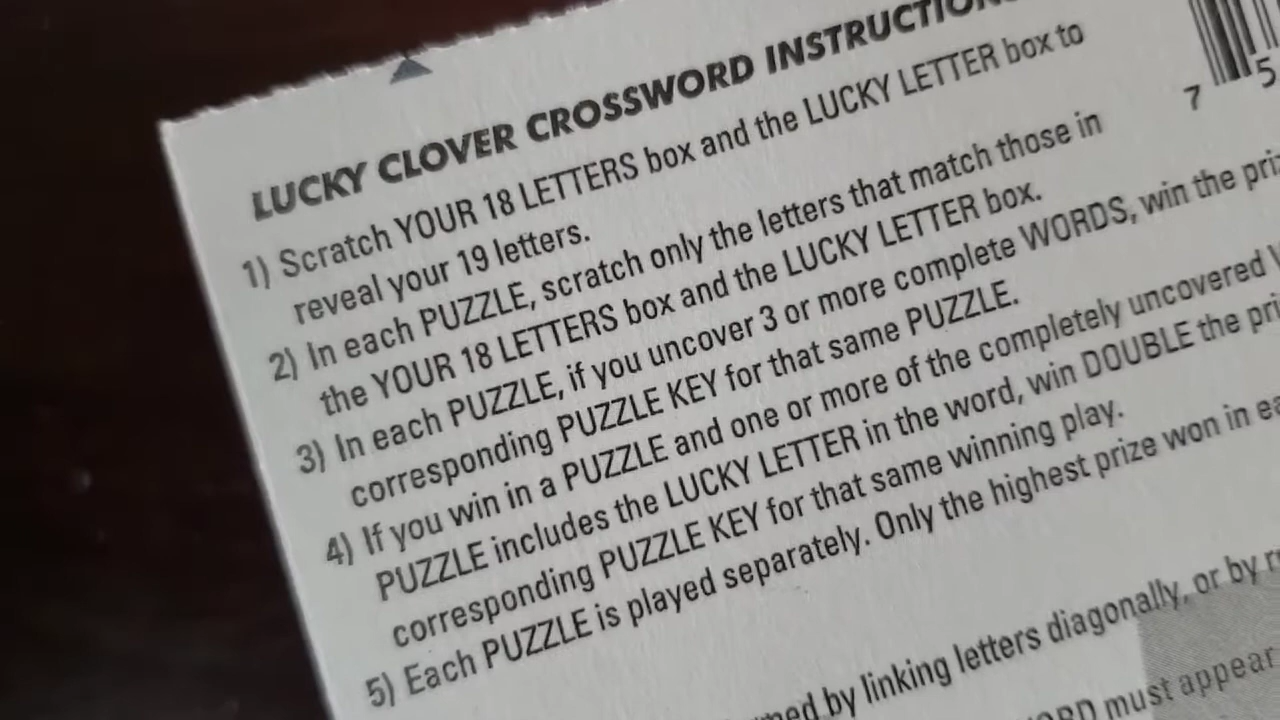 LUCKY CLOVER CROSSWORD INSTRUCTIONS
1) Scratch YOUR 18 LETTERS box and the LUCKY LETTER box to
reveal your 19 letters.
2) In each PUZZLE, scratch only the letters that match those in
the YOUR 18 LETTERS box and the LUCKY LETTER box.
3) In each PUZZLE, if you uncover 3 or more complete WORDS, win the
corresponding PUZZLE KEY for that same PUZZLE.
4) If you win in a PUZZLE and one or more of the completely uncovered
PUZZLE includes the LUCKY LETTER in the word, win DOUBLE the
corresponding PUZZLE KEY for that same winning play.
5) Each PUZZLE is played separately. Only the highest prize won in
by linking letters diagonally, or by
must appear
7 5